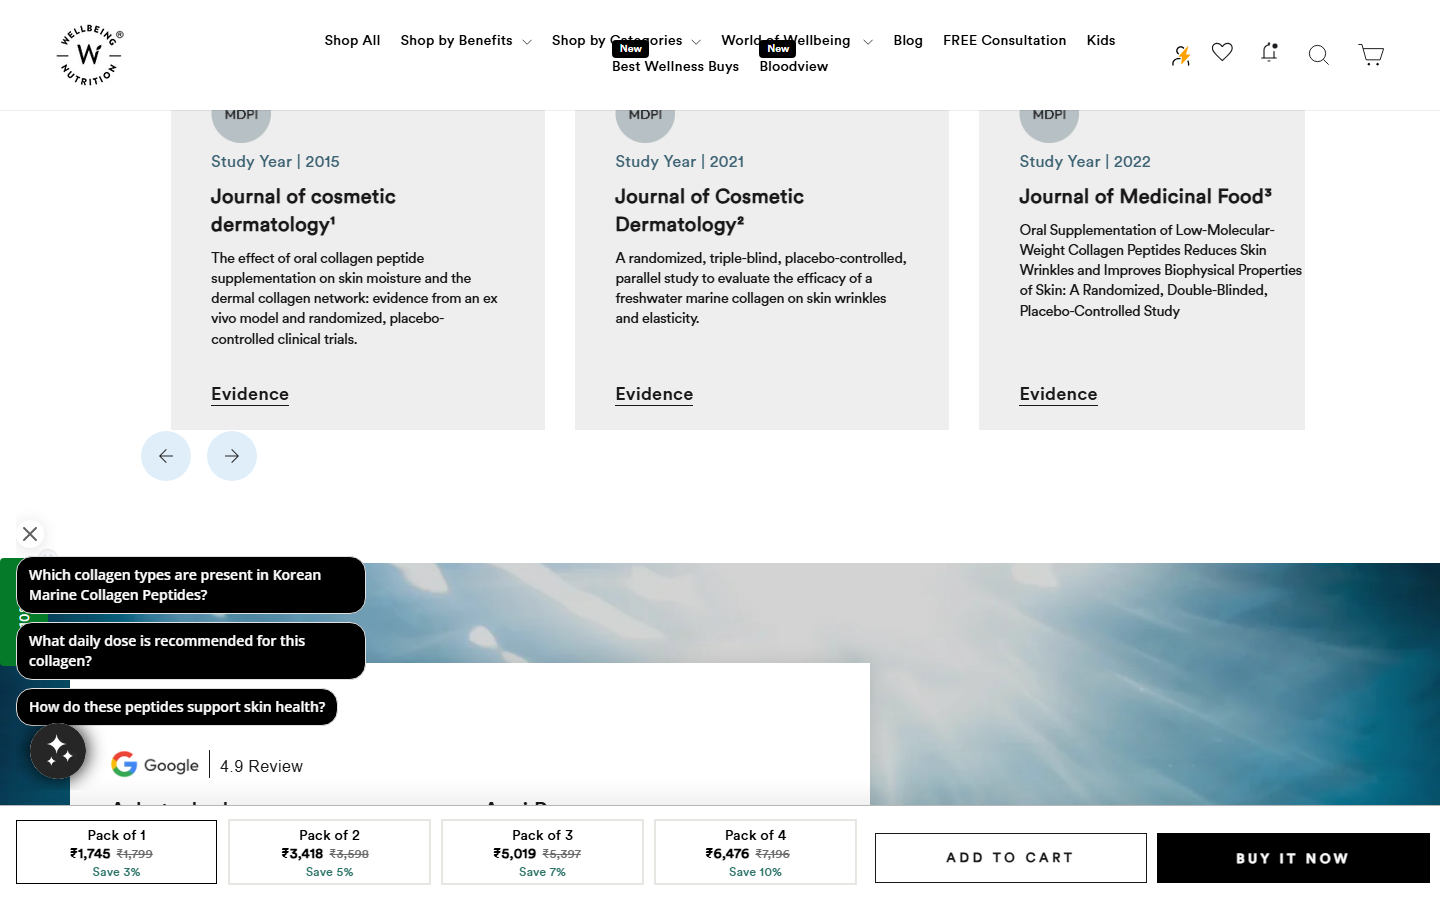 WELLBEING
W
NUTRITION
®
Shop All
Shop by Benefits
Shop by Categories
World of Wellbeing
Blog
FREE Consultation
Kids
New
Best Wellness Buys
New
Bloodview
MDPI
Study Year | 2015
Journal of cosmetic
dermatology¹
The effect of oral collagen peptide
supplementation on skin moisture and the
dermal collagen network: evidence from an ex
vivo model and randomized, placebo-
controlled clinical trials.
Evidence
MDPI
Study Year | 2021
Journal of Cosmetic
Dermatology²
A randomized, triple-blind, placebo-controlled,
parallel study to evaluate the efficacy of a
freshwater marine collagen on skin wrinkles
and elasticity.
Evidence
MDPI
Study Year | 2022
Journal of Medicinal Food³
Oral Supplementation of Low-Molecular-
Weight Collagen Peptides Reduces Skin
Wrinkles and Improves Biophysical Properties
of Skin: A Randomized, Double-Blinded,
Placebo-Controlled Study
Evidence
Which collagen types are present in Korean
Marine Collagen Peptides?
What daily dose is recommended for this
collagen?
How do these peptides support skin health?
Google
4.9 Review
Pack of 1
₹1,745 ₹1,799
Save 3%
Pack of 2
₹3,418 ₹3,598
Save 5%
Pack of 3
₹5,019 ₹5,397
Save 7%
Pack of 4
₹6,476 ₹7,196
Save 10%
ADD TO CART
BUY IT NOW